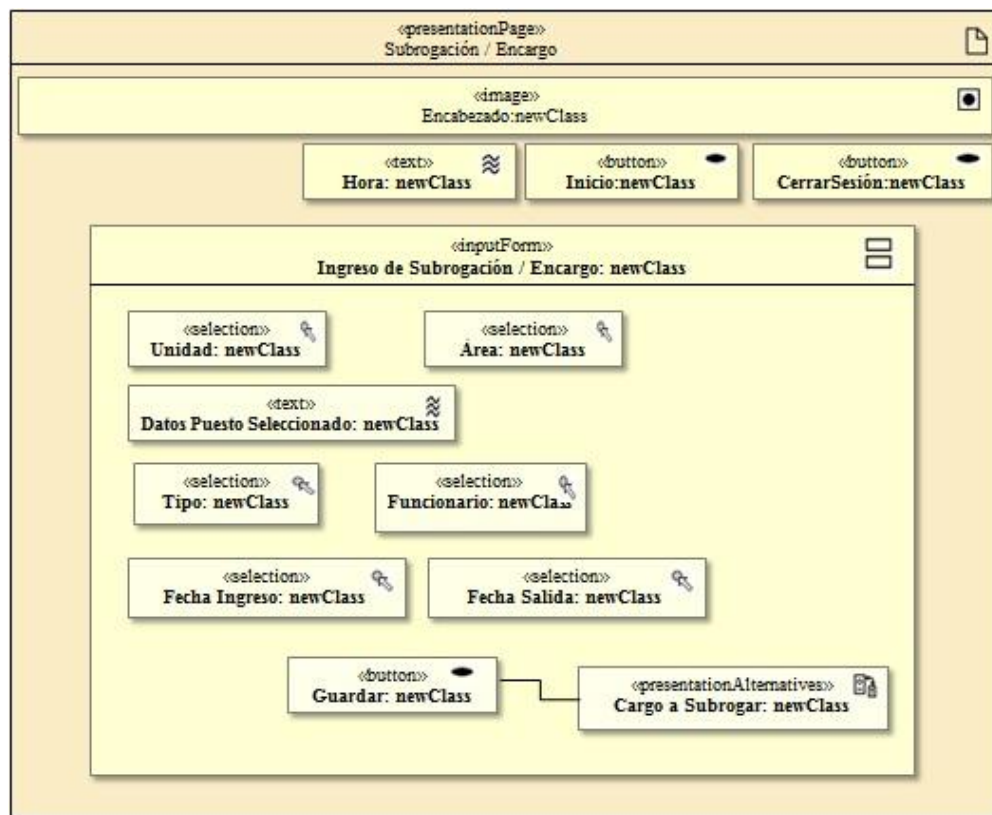 «presentationPage»
Subrogación / Encargo
«image»
Encabezado:newClass
«text»
Hora: newClass
«button»
Inicio:newClass
«button»
CerrarSesión:newClass
«inputForm»
Ingreso de Subrogación / Encargo: newClass
«selection»
Unidad: newClass
«selection»
Área: newClass
«text»
Datos Puesto Seleccionado: newClass
«selection»
Tipo: newClass
«selection»
Funcionario: newClass
«selection»
Fecha Ingreso: newClass
«selection»
Fecha Salida: newClass
«button»
Guardar: newClass
«presentationAlternatives»
Cargo a Subrogar: newClass